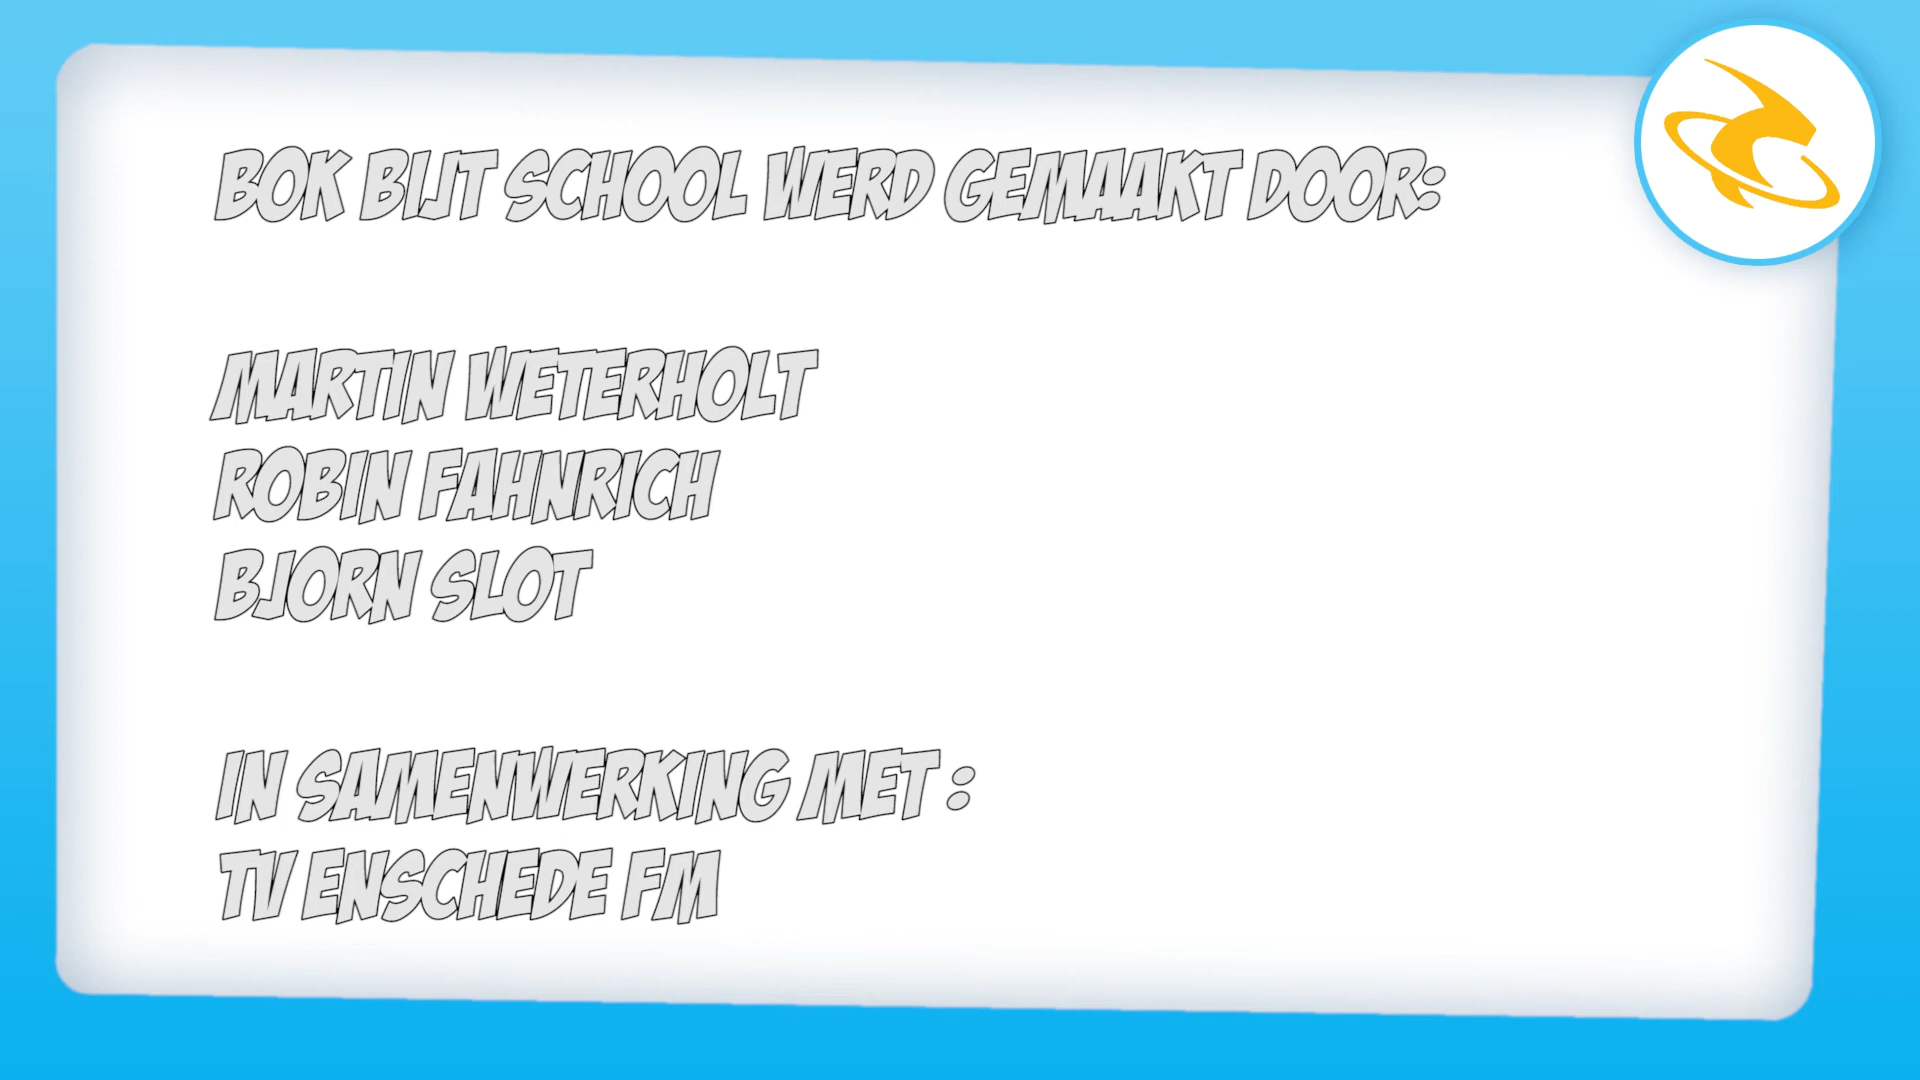 BOK BIJT SCHOOL WERD GEMAAKT DOOR:
MARTIN WETERHOLT
ROBIN FAHNRICH
BJORN SLOT
IN SAMENWERKING MET :
TV ENSCHEDE FM